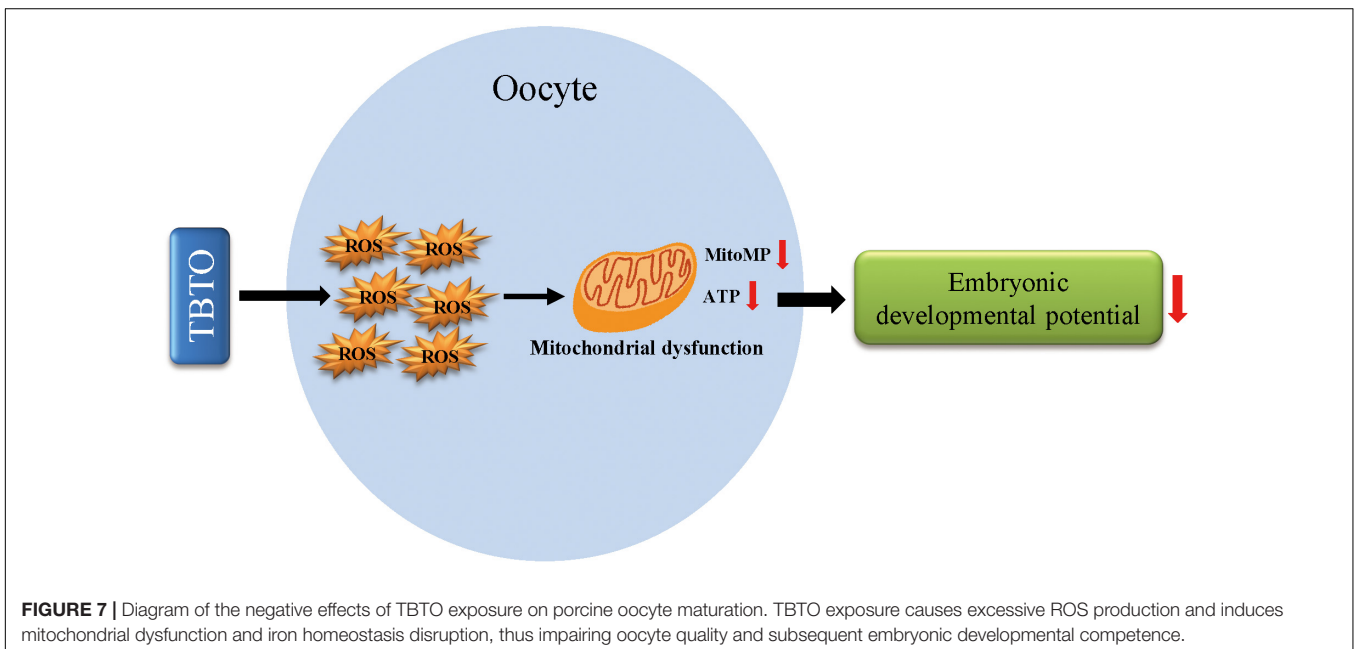 Oocyte
TBTO
ROS
ROS
ROS
ROS
ROS
ROS
MitoMP
ATP
Mitochondrial dysfunction
Embryonic
developmental potential
FIGURE 7 | Diagram of the negative effects of TBTO exposure on porcine oocyte maturation. TBTO exposure causes excessive ROS production and induces
mitochondrial dysfunction and iron homeostasis disruption, thus impairing oocyte quality and subsequent embryonic developmental competence.